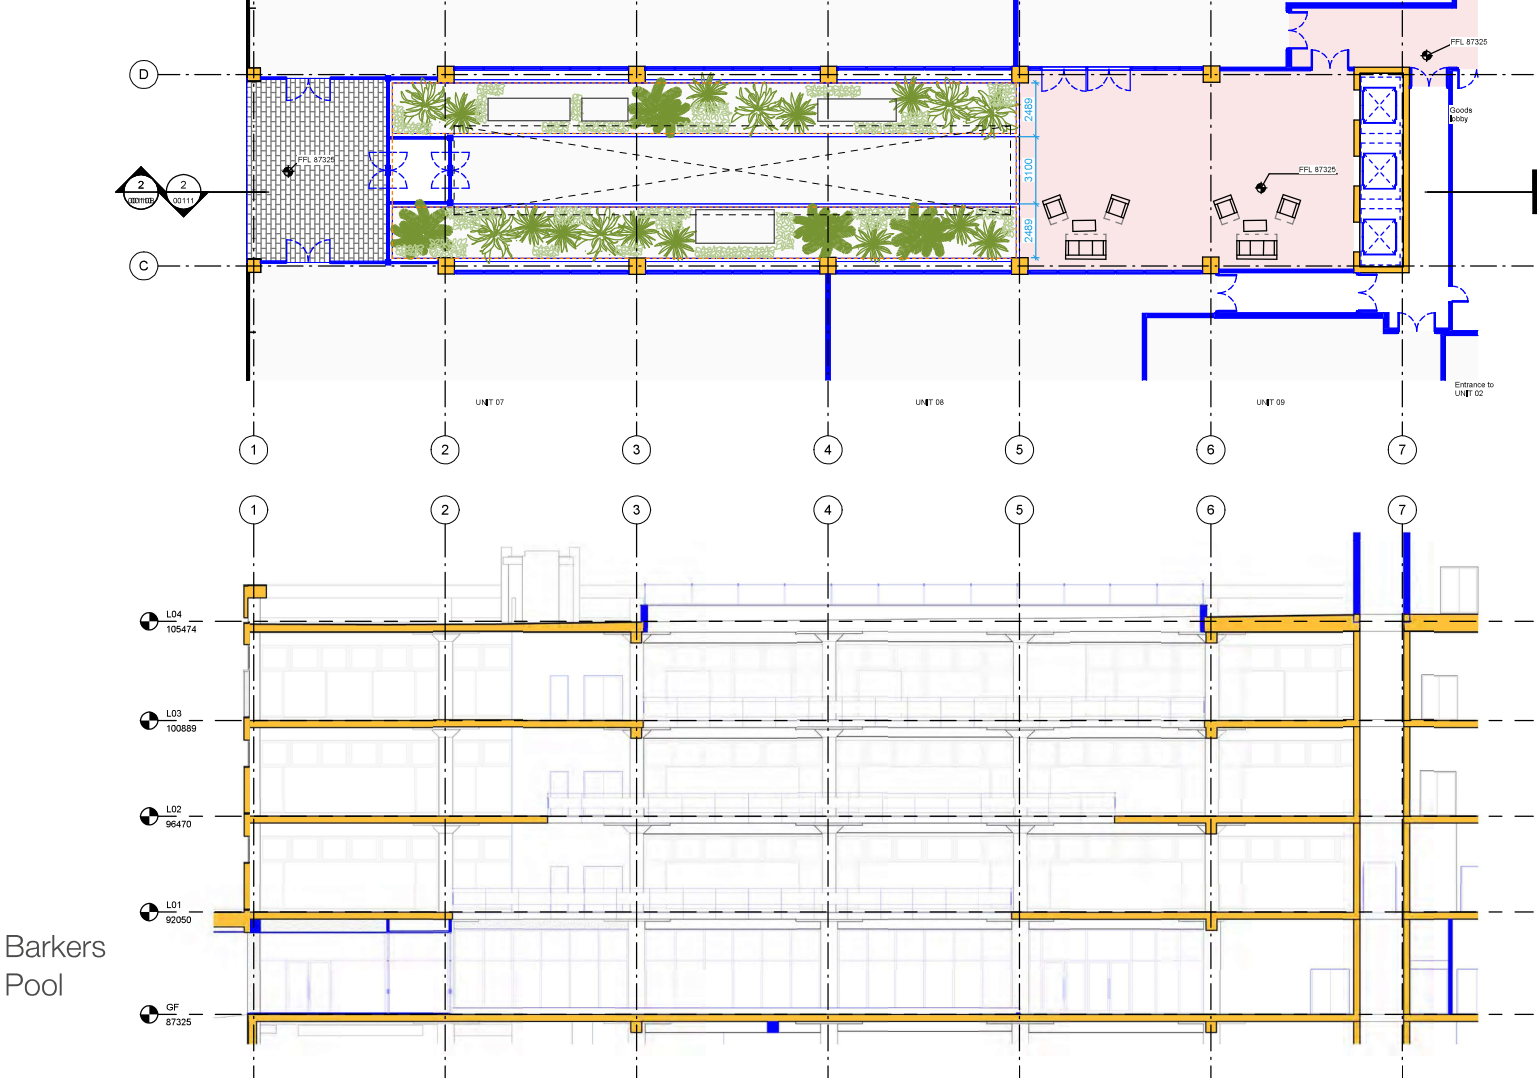 FFL 87325
D
Goods
lobby
2489
FFL 87325
3100
FFL 87325
2
2
00111
2489
C
Entrance to
UNIT 02
UNIT 07
UNIT 08
UNIT 09
1
2
3
4
5
6
7
1
2
3
4
5
6
7
L04
105474
L03
100889
L02
96470
L01
92050
Barkers
Pool
GF
87325